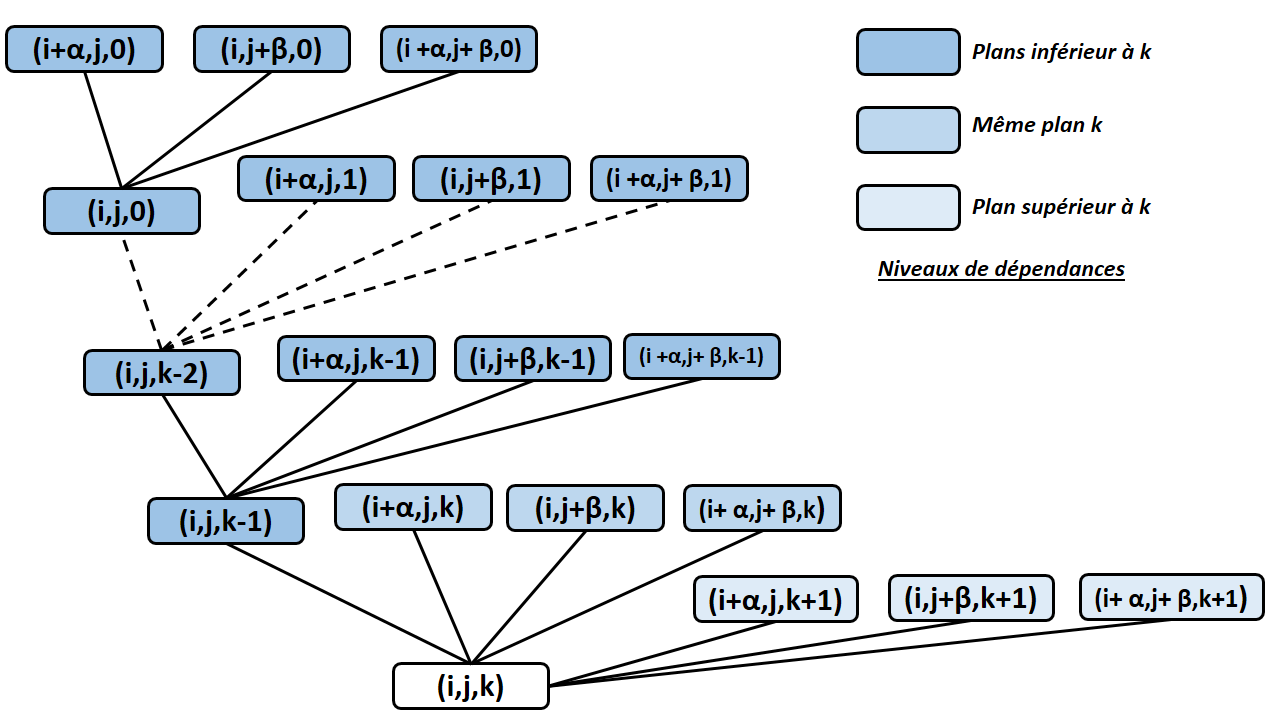 (i+α,j,0)
(i,j+β,0)
(i +α,j+ β,0)
Plans inférieur à k
Même plan k
(i+α,j,1)
(i,j+β,1)
(i +α,j+ β,1)
(i,j,0)
Plan supérieur à k
Niveaux de dépendances
(i,j,k-2)
(i+α,j,k-1)
(i,j+β,k-1)
(i +α,j+ β,k-1)
(i,j,k-1)
(i+α,j,k)
(i,j+β,k)
(i+ α,j+ β,k)
(i+α,j,k+1)
(i,j+β,k+1)
(i+ α,j+ β,k+1)
(i,j,k)